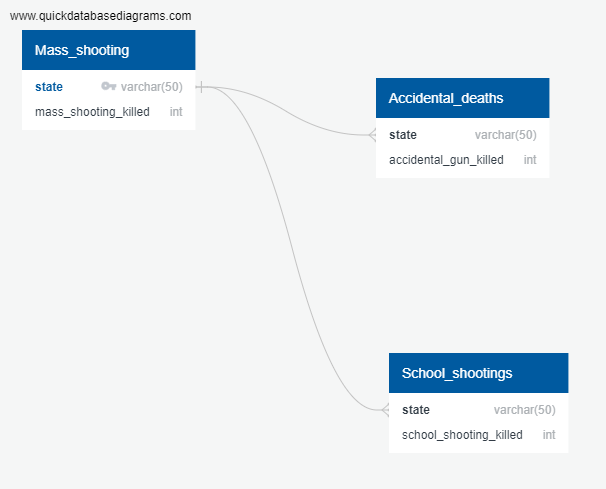 www.quickdatabasediagrams.com
Mass_shooting
state varchar(50)
mass_shooting_killed int
Accidental_deaths
state varchar(50)
accidental_gun_killed int
School_shootings
state varchar(50)
school_shooting_killed int